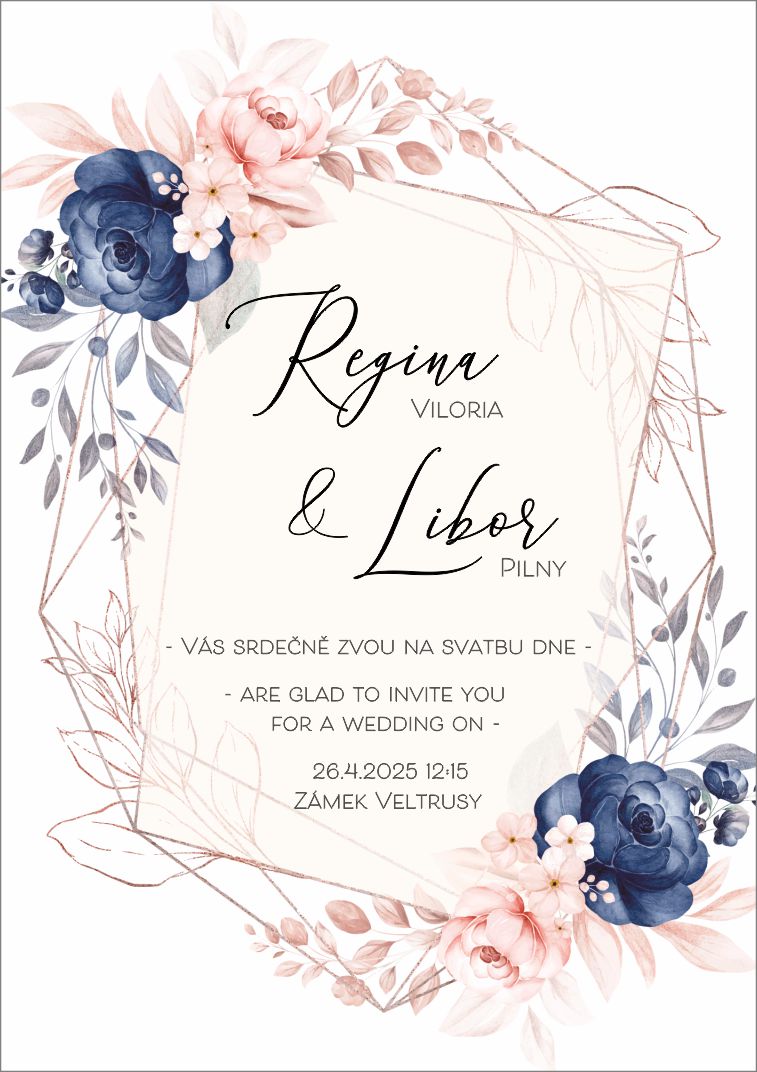 Regina
Viloria
& Libor
Pilny
- Vás srdečně zvou na svatbu dne -
- are glad to invite you
for a wedding on -
26.4.2025 12:15
Zámek Veltrusy